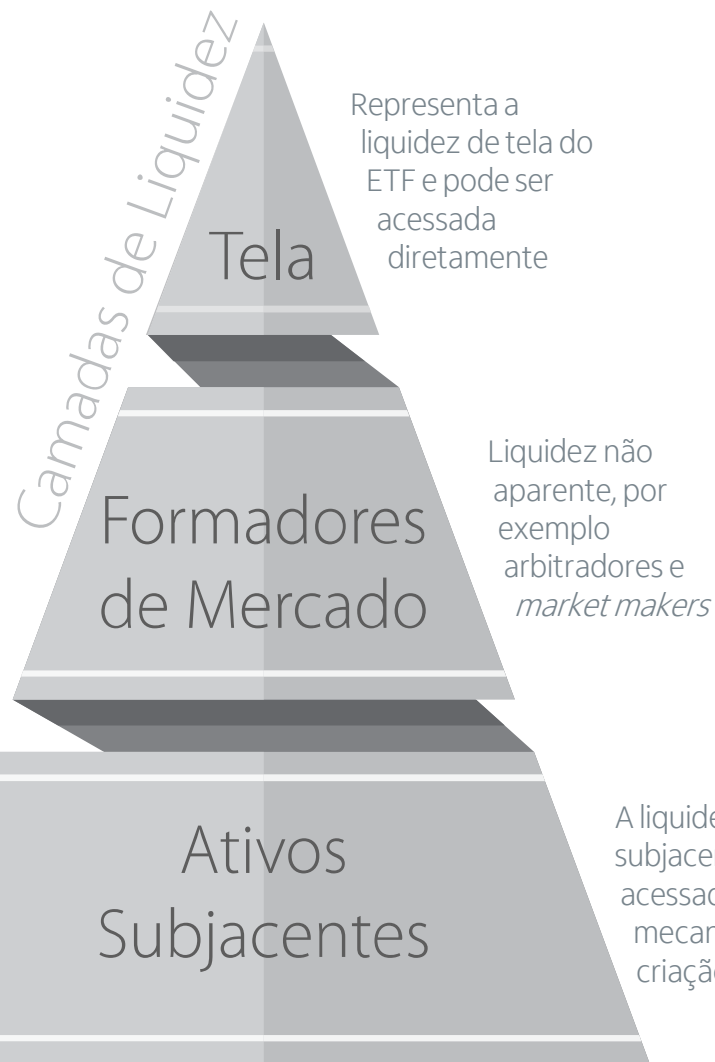 Camadas de Liquidez
Tela
Representa a
liquidez de tela do
ETF e pode ser
acessada
diretamente
Formadores
de Mercado
Liquidez não
aparente, por
exemplo
arbitradores e
market makers
Ativos
Subjacentes
A